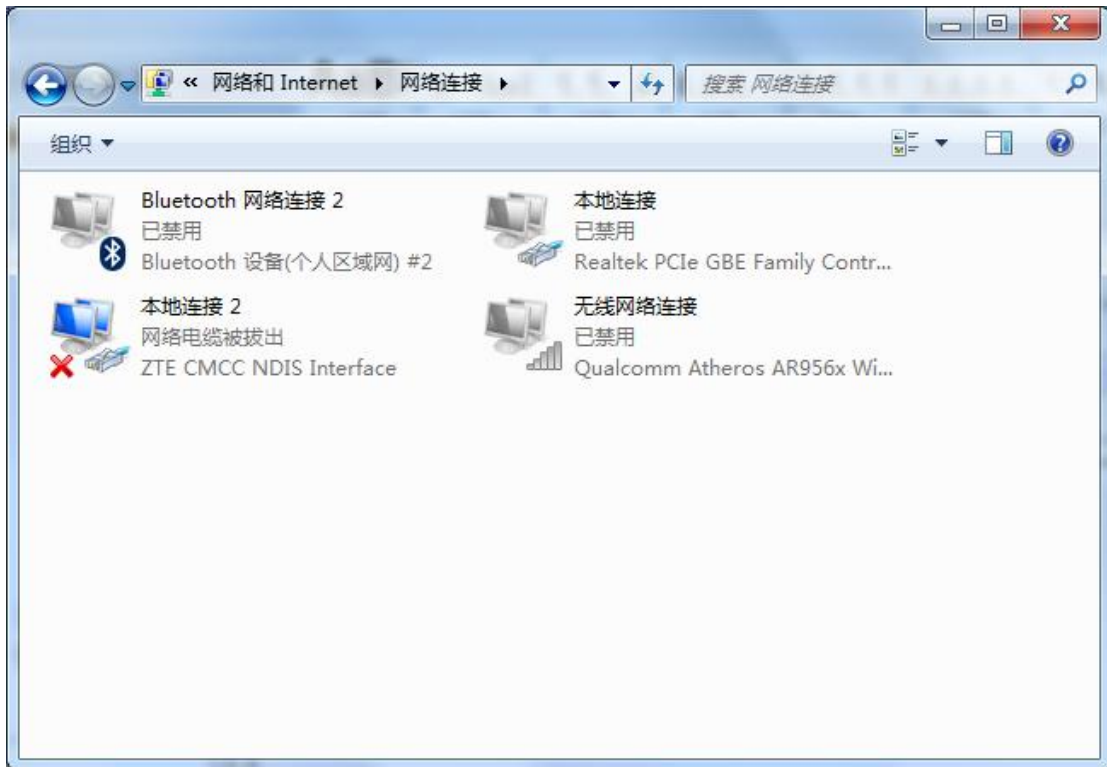 « 网络和 Internet ▸ 网络连接 ▸
搜索 网络连接
组织
Bluetooth 网络连接 2
已禁用
Bluetooth 设备(个人区域网) #2
本地连接
已禁用
Realtek PCIe GBE Family Contr...
本地连接 2
网络电缆被拔出
ZTE CMCC NDIS Interface
无线网络连接
已禁用
Qualcomm Atheros AR956x Wi...